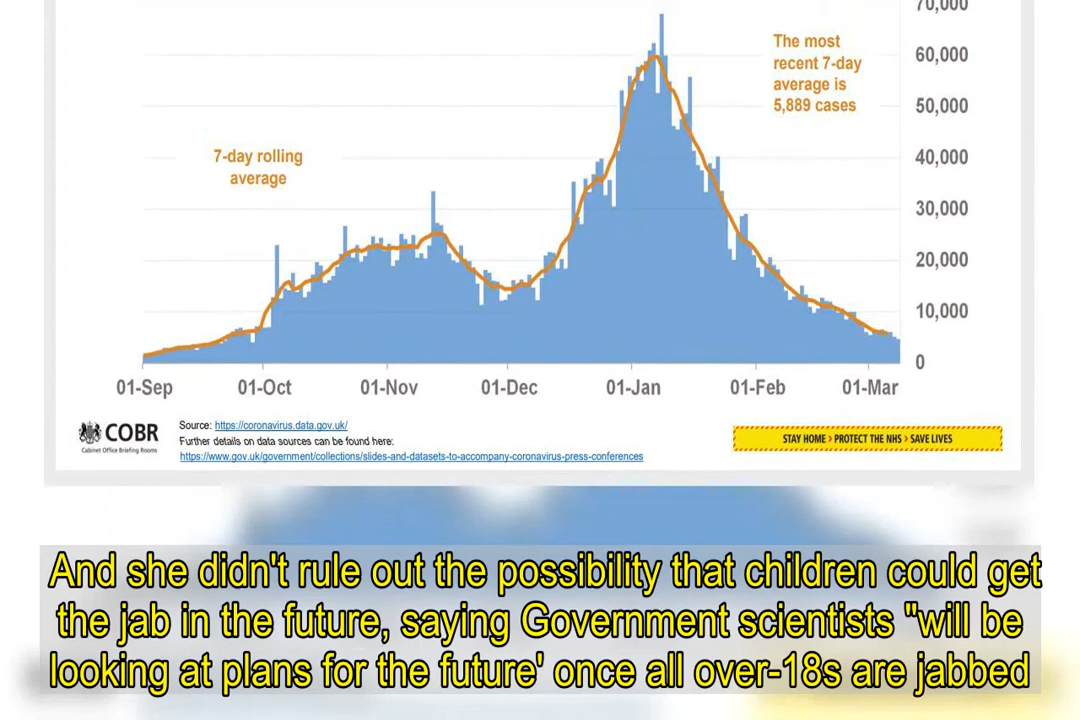 70,000
The most
recent 7-day
average is
5,889 cases
60,000
50,000
7-day rolling
average
40,000
30,000
20,000
10,000
0
01-Sep 01-Oct 01-Nov 01-Dec 01-Jan 01-Feb 01-Mar
COBR
Cabinet Office Briefing Rooms
Source: https://coronavirus.data.gov.uk/
Further details on data sources can be found here:
https://www.gov.uk/government/collections/slides-and-datasets-to-accompany-coronavirus-press-conferences
STAY HOME > PROTECT THE NHS > SAVE LIVES
And she didn't rule out the possibility that children could get
the jab in the future, saying Government scientists "will be
looking at plans for the future' once all over-18s are jabbed